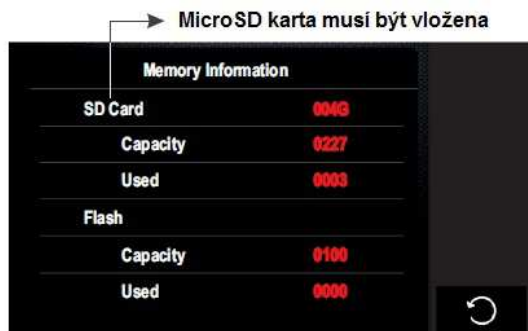 MicroSD karta musí být vložena
Memory Information
SD Card 004G
Capacity 0227
Used 0003
Flash
Capacity 0100
Used 0000